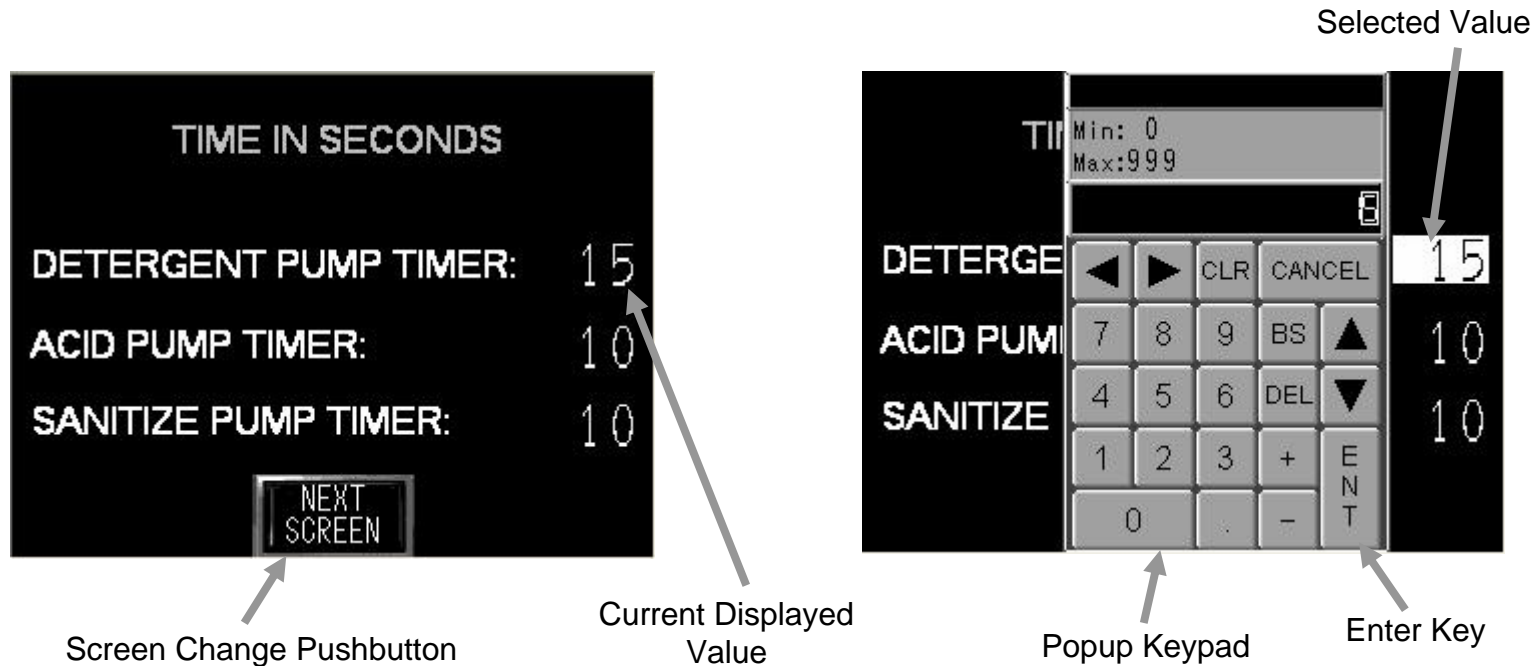 Selected Value
TIME IN SECONDS
DETERGENT PUMP TIMER: 15
ACID PUMP TIMER: 10
SANITIZE PUMP TIMER: 10
NEXT
SCREEN
Screen Change Pushbutton
Current Displayed
Value
TI
Min: 0
Max:999
DETERGE 15
ACID PUM 10
SANITIZE 10
CLR CANCEL
7 8 9 BS
4 5 6 DEL
1 2 3 + ENT
0 . -
Popup Keypad
Enter Key